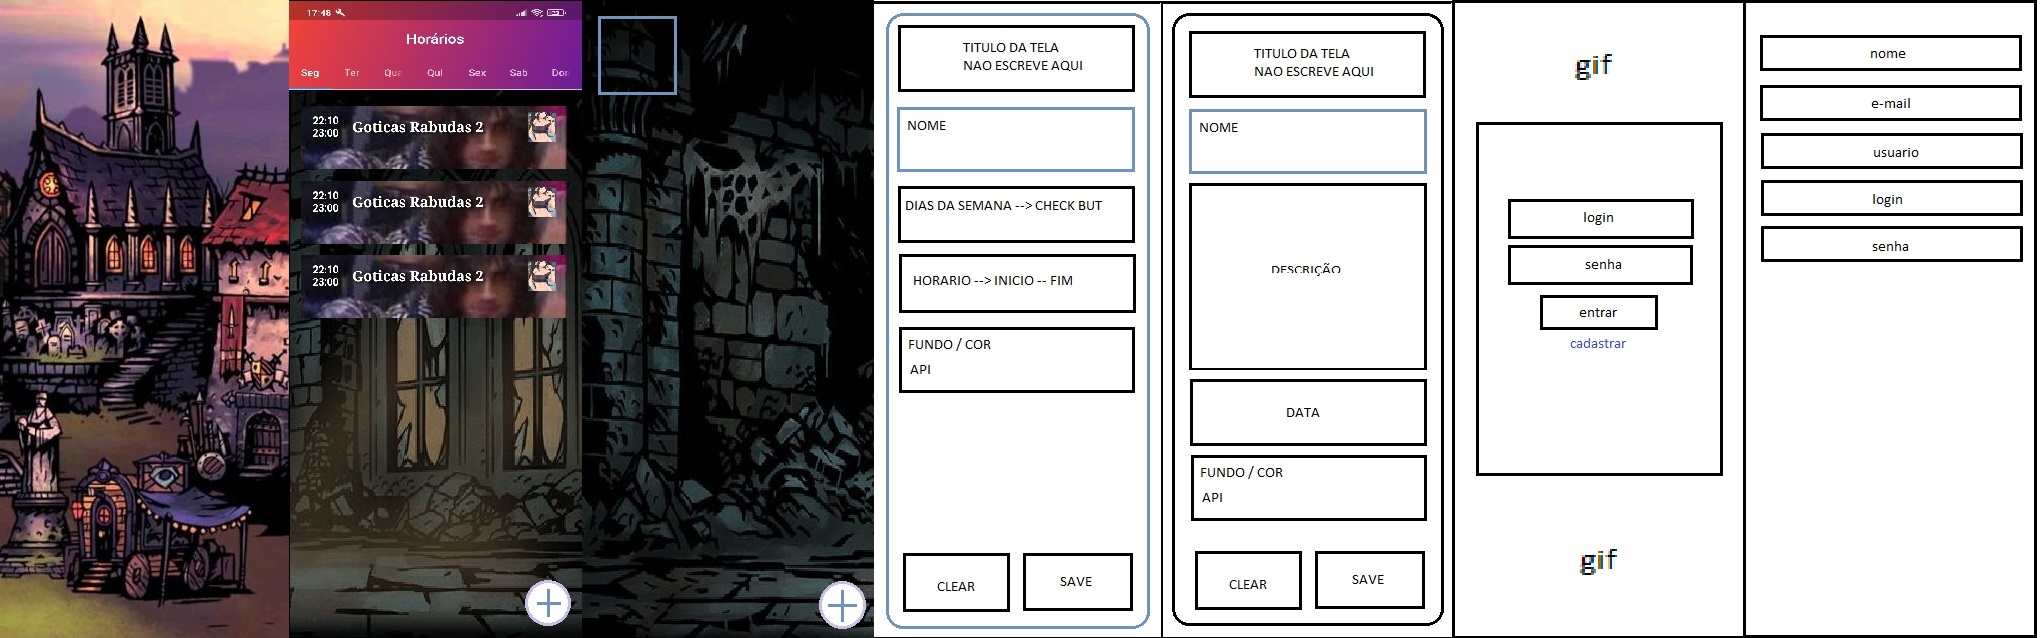 17:48
Horários
Seg Ter Qua Qui Sex Sab Dom
22:10
23:00
Goticas Rabudas 2
22:10
23:00
Goticas Rabudas 2
22:10
23:00
Goticas Rabudas 2
TITULO DA TELA
NAO ESCREVE AQUI
NOME
DIAS DA SEMANA --> CHECK BUT
HORARIO --> INICIO -- FIM
FUNDO / COR
API
CLEAR
SAVE
TITULO DA TELA
NAO ESCREVE AQUI
NOME
DESCRIÇÃO
DATA
FUNDO / COR
API
CLEAR
SAVE
gif
login
senha
entrar
cadastrar
gif
nome
e-mail
usuario
login
senha